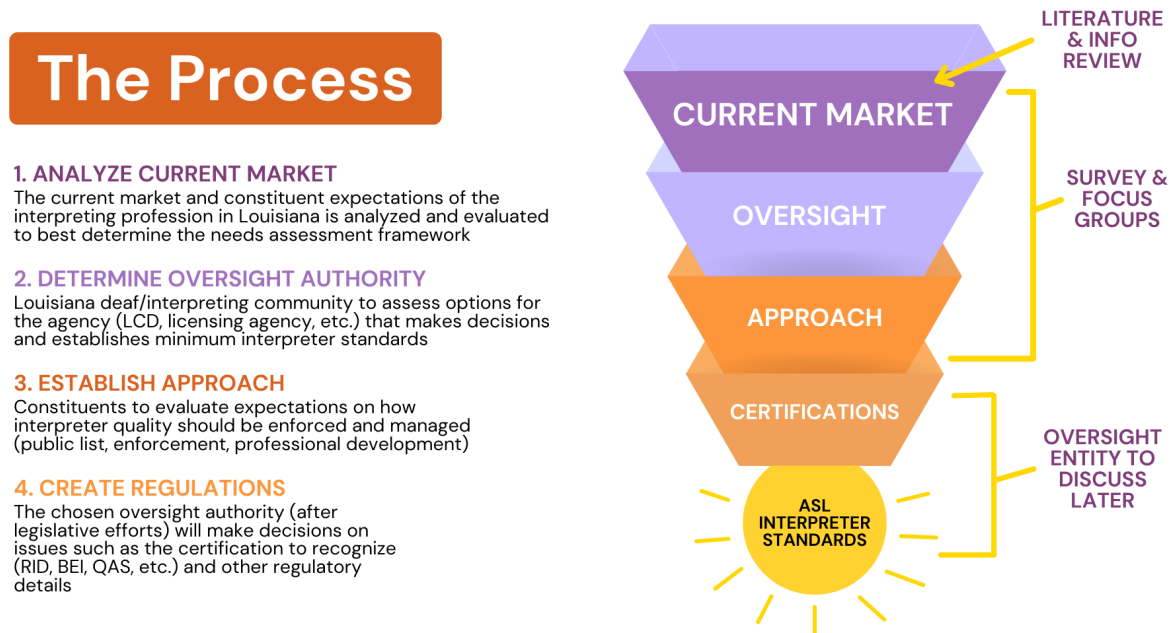 The Process
1. ANALYZE CURRENT MARKET
The current market and constituent expectations of the
interpreting profession in Louisiana is analyzed and evaluated
to best determine the needs assessment framework
2. DETERMINE OVERSIGHT AUTHORITY
Louisiana deaf/interpreting community to assess options for
the agency (LCD, licensing agency, etc.) that makes decisions
and establishes minimum interpreter standards
3. ESTABLISH APPROACH
Constituents to evaluate expectations on how
interpreter quality should be enforced and managed
(public list, enforcement, professional development)
4. CREATE REGULATIONS
The chosen oversight authority (after
legislative efforts) will make decisions on
issues such as the certification to recognize
(RID, BEI, QAS, etc.) and other regulatory
details
CURRENT MARKET
OVERSIGHT
APPROACH
CERTIFICATIONS
ASL
INTERPRETER
STANDARDS
LITERATURE
& INFO
REVIEW
SURVEY &
FOCUS
GROUPS
OVERSIGHT
ENTITY TO
DISCUSS
LATER